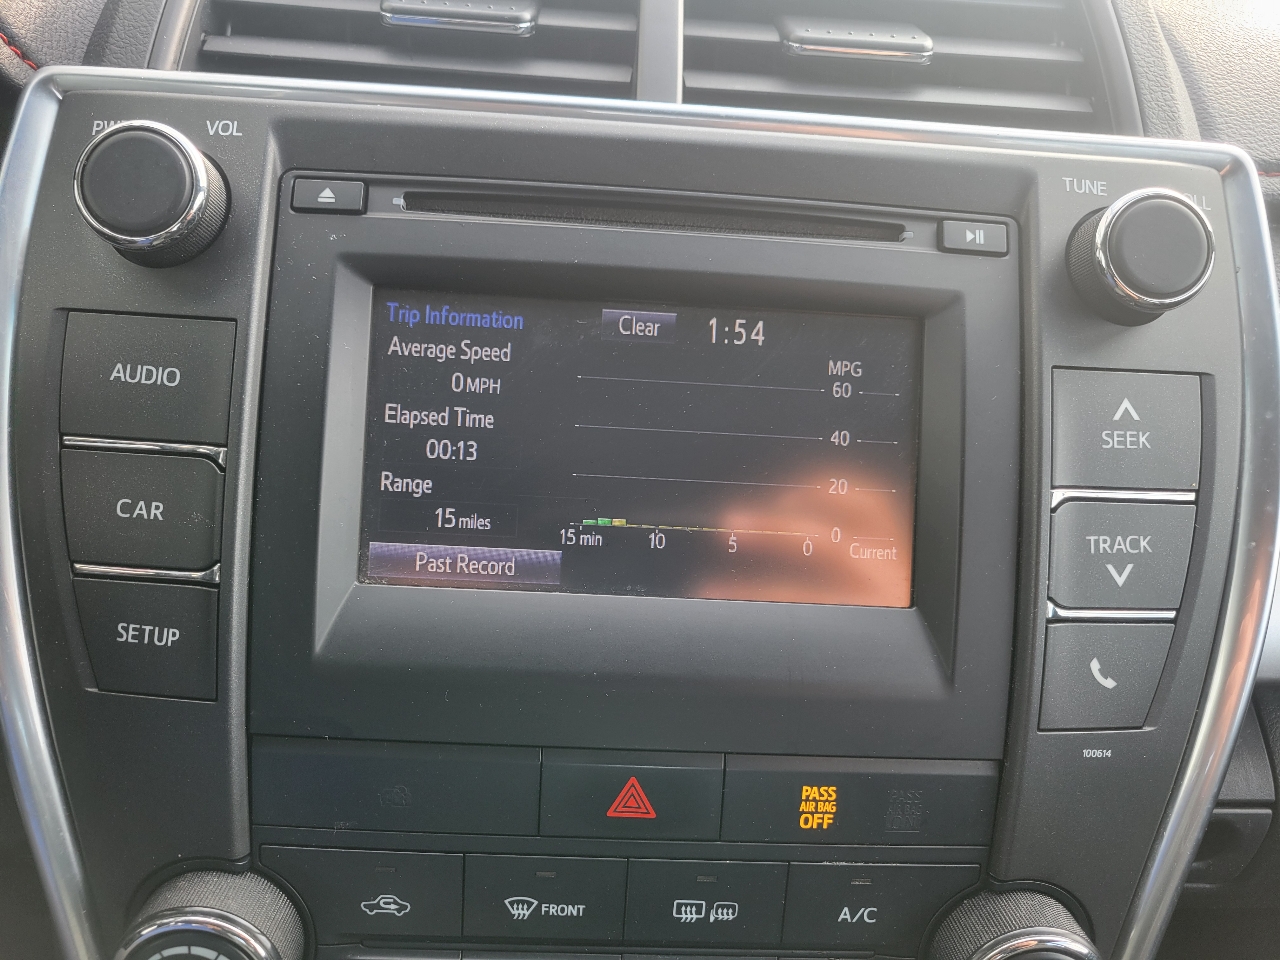 VOL
TUNE
AUDIO
CAR
SETUP
Trip Information
Clear
1:54
Average Speed
0 MPH
Elapsed Time
00:13
Range
15 miles
Past Record
MPG
60
40
20
0
15 min
10
5
0
Current
SEEK
TRACK
100614
PASS
AIR BAG
OFF
FRONT
A/C